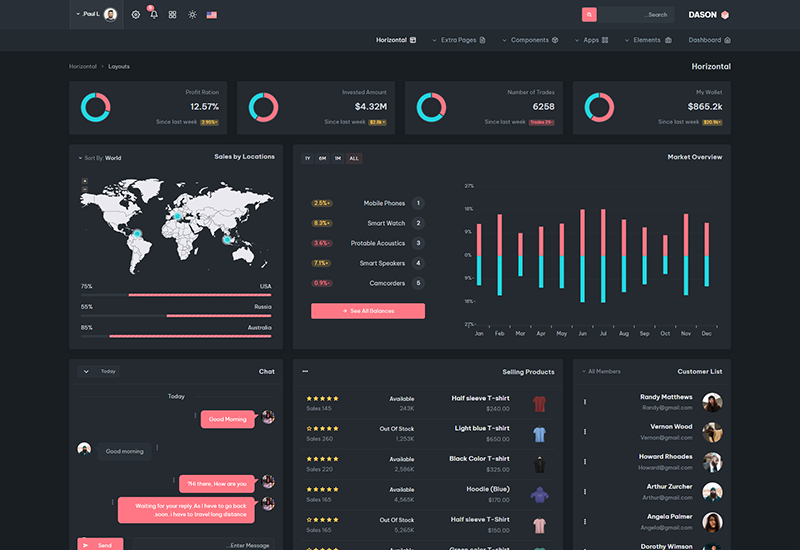 DASON
Search...
Paul L.
Dashboard
Elements
Apps
Components
Extra Pages
Horizontal
Horizontal
Horizontal > Layouts
My Wallet
$865.2k
Since last week
Number of Trades
6258
Since last week
Invested Amount
$4.32M
Since last week
Profit Ration
12.57%
Since last week
Market Overview
1Y 6M 1M ALL
1 Mobile Phones 2.5%+
2 Smart Watch 8.3%+
3 Protable Acoustics 3.6%-
4 Smart Speakers 7.1%+
5 Camcorders 0.9%-
See All Balances
27%
18%
9%
0%
9%-
18%-
27%-
Jan Feb Mar Apr May Jun Jul Aug Sep Oct Nov Dec
Sales by Locations
Sort By: World
USA 75%
Russia 55%
Australia 85%
Customer List
All Members
Randy Matthews
Randy@gmail.com
Vernon Wood
Vernon@gmail.com
Howard Rhoades
Howard@gmail.com
Arthur Zurcher
Arthur@gmail.com
Angela Palmer
Angela@gmail.com
Dorothy Wimson
Selling Products
Half sleeve T-shirt Available
$240.00 243K Sales 145
Light blue T-shirt Out Of Stock
$650.00 1,253K Sales 260
Black Color T-shirt Available
$325.00 2,586K Sales 220
Hoodie (Blue) Available
$170.00 4,565K Sales 165
Half sleeve T-shirt Out Of Stock
$150.00 5,265K Sales 165
Green color T-shirt
Chat
Today
Today
Good Morning
Good morning
?Hi there, How are you
Waiting for your reply.As I have to go back
soon. i have to travel long distance
Enter Message...
Send